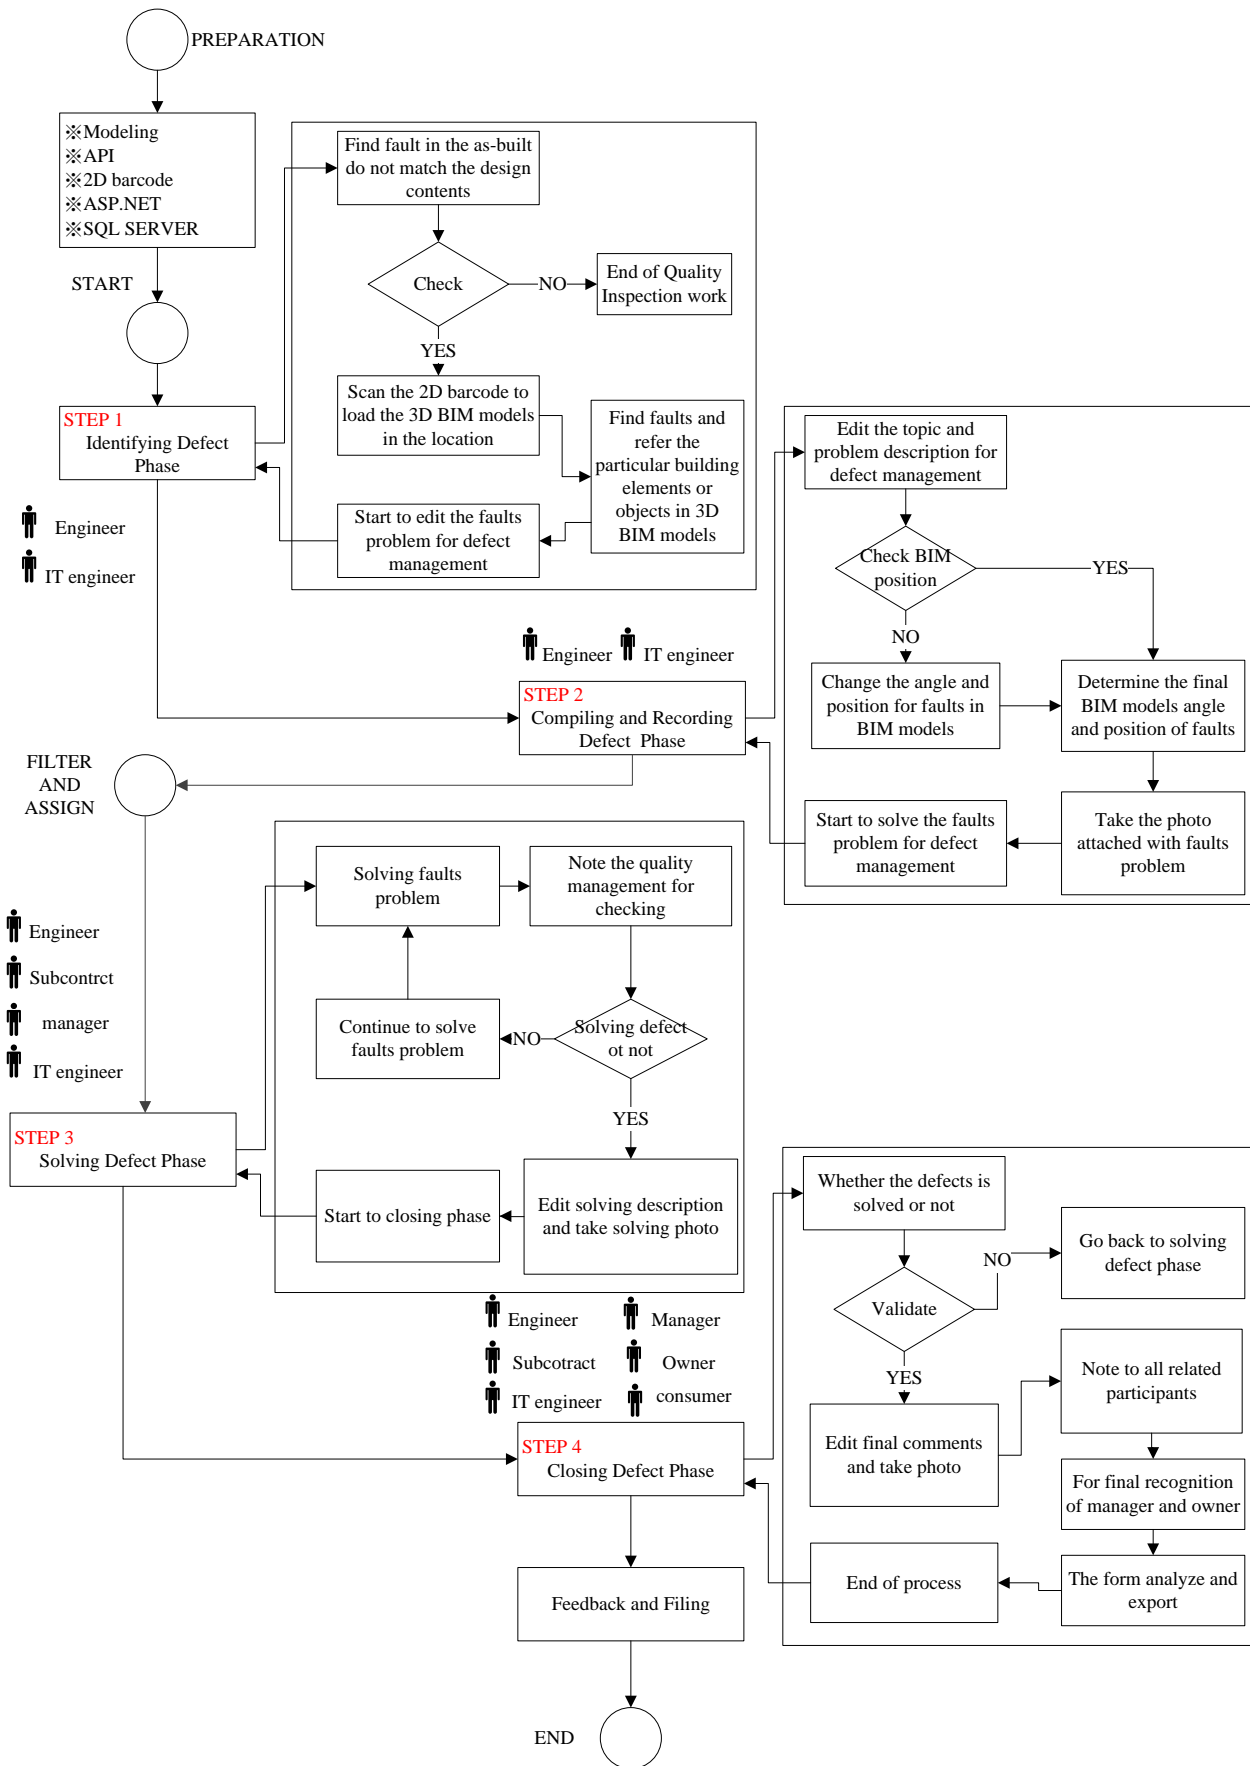 PREPARATION
※Modeling
※API
※2D barcode
※ASP.NET
※SQL SERVER
START
STEP 1
Identifying Defect
Phase
Engineer
IT engineer
Find fault in the as-built
do not match the design
contents
Check
NO
End of Quality
Inspection work
YES
Scan the 2D barcode to
load the 3D BIM models
in the location
Find faults and
refer the
particular building
elements or
objects in 3D
BIM models
Start to edit the faults
problem for defect
management
Engineer
IT engineer
STEP 2
Compiling and Recording
Defect Phase
Edit the topic and
problem description for
defect management
Check BIM
position
YES
NO
Change the angle and
position for faults in
BIM models
Determine the final
BIM models angle
and position of faults
Take the photo
attached with faults
problem
Start to solve the faults
problem for defect
management
FILTER
AND
ASSIGN
Engineer
Subcontrct
manager
IT engineer
STEP 3
Solving Defect Phase
Solving faults
problem
Note the quality
management for
checking
Solving defect
ot not
NO
Continue to solve
faults problem
YES
Edit solving description
and take solving photo
Start to closing phase
Engineer
Manager
Subcotract
Owner
IT engineer
consumer
STEP 4
Closing Defect Phase
Whether the defects is
solved or not
Validate
NO
Go back to solving
defect phase
YES
Edit final comments
and take photo
Note to all related
participants
For final recognition
of manager and owner
The form analyze and
export
End of process
Feedback and Filing
END